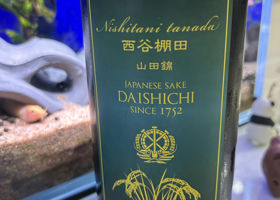 Nishitani tanada
西谷棚田
山田錦
JAPANESE SAKE
DAISHICHI
SINCE 1752